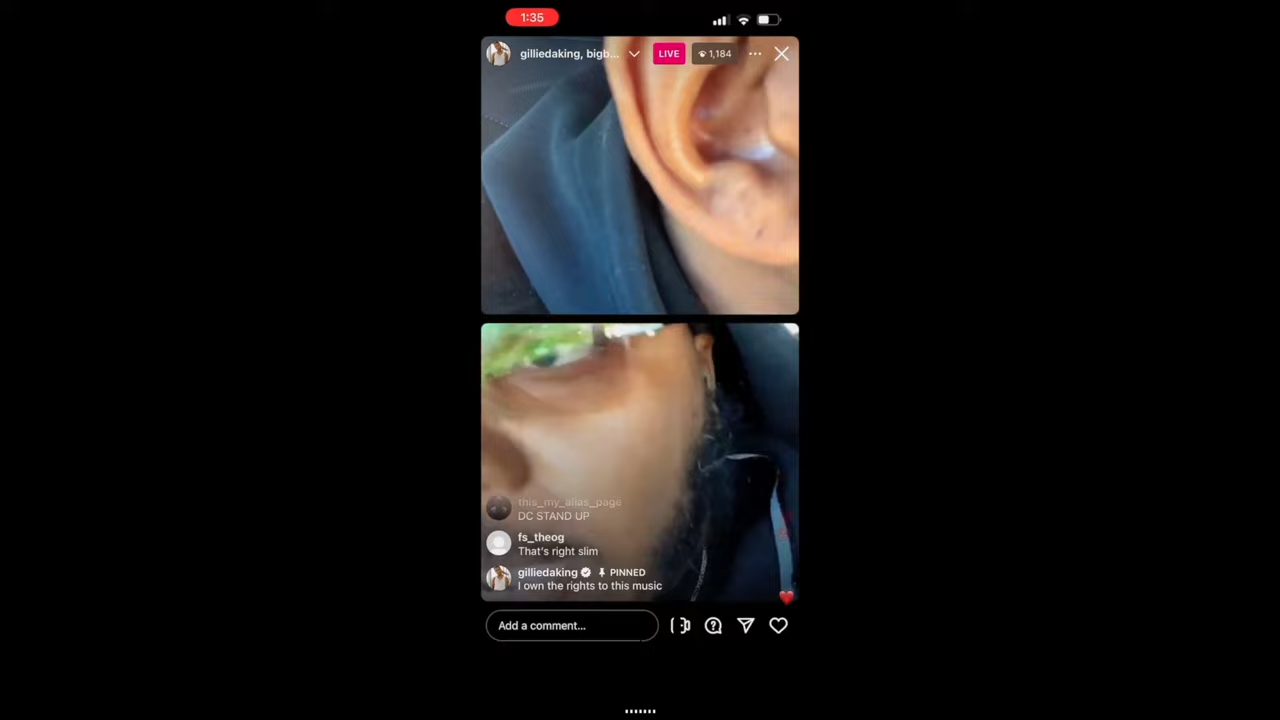 1:35
gilliedaking, bigb...
LIVE
1,184
this_my_alias_page
DC STAND UP
fs_theog
That's right slim
gilliedaking PINNED
I own the rights to this music
Add a comment...